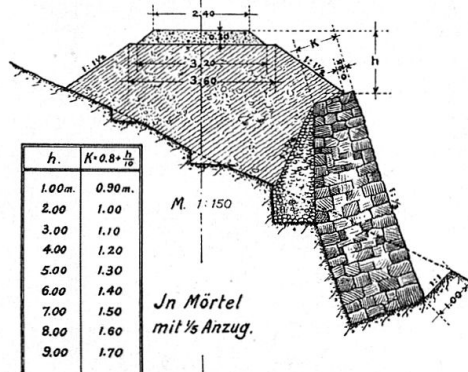 2,40
0.50
K
1:1½
1:1¼
3,20
3,60
h
h. K=0.8+h/10
1.00m. 0.90m.
2.00 1.00
3.00 1.10
4.00 1.20
5.00 1.30
6.00 1.40
7.00 1.50
8.00 1.60
9.00 1.70
M. 1:150
Jn Mörtel
mit ⅕ Anzug.
1:1
1.00